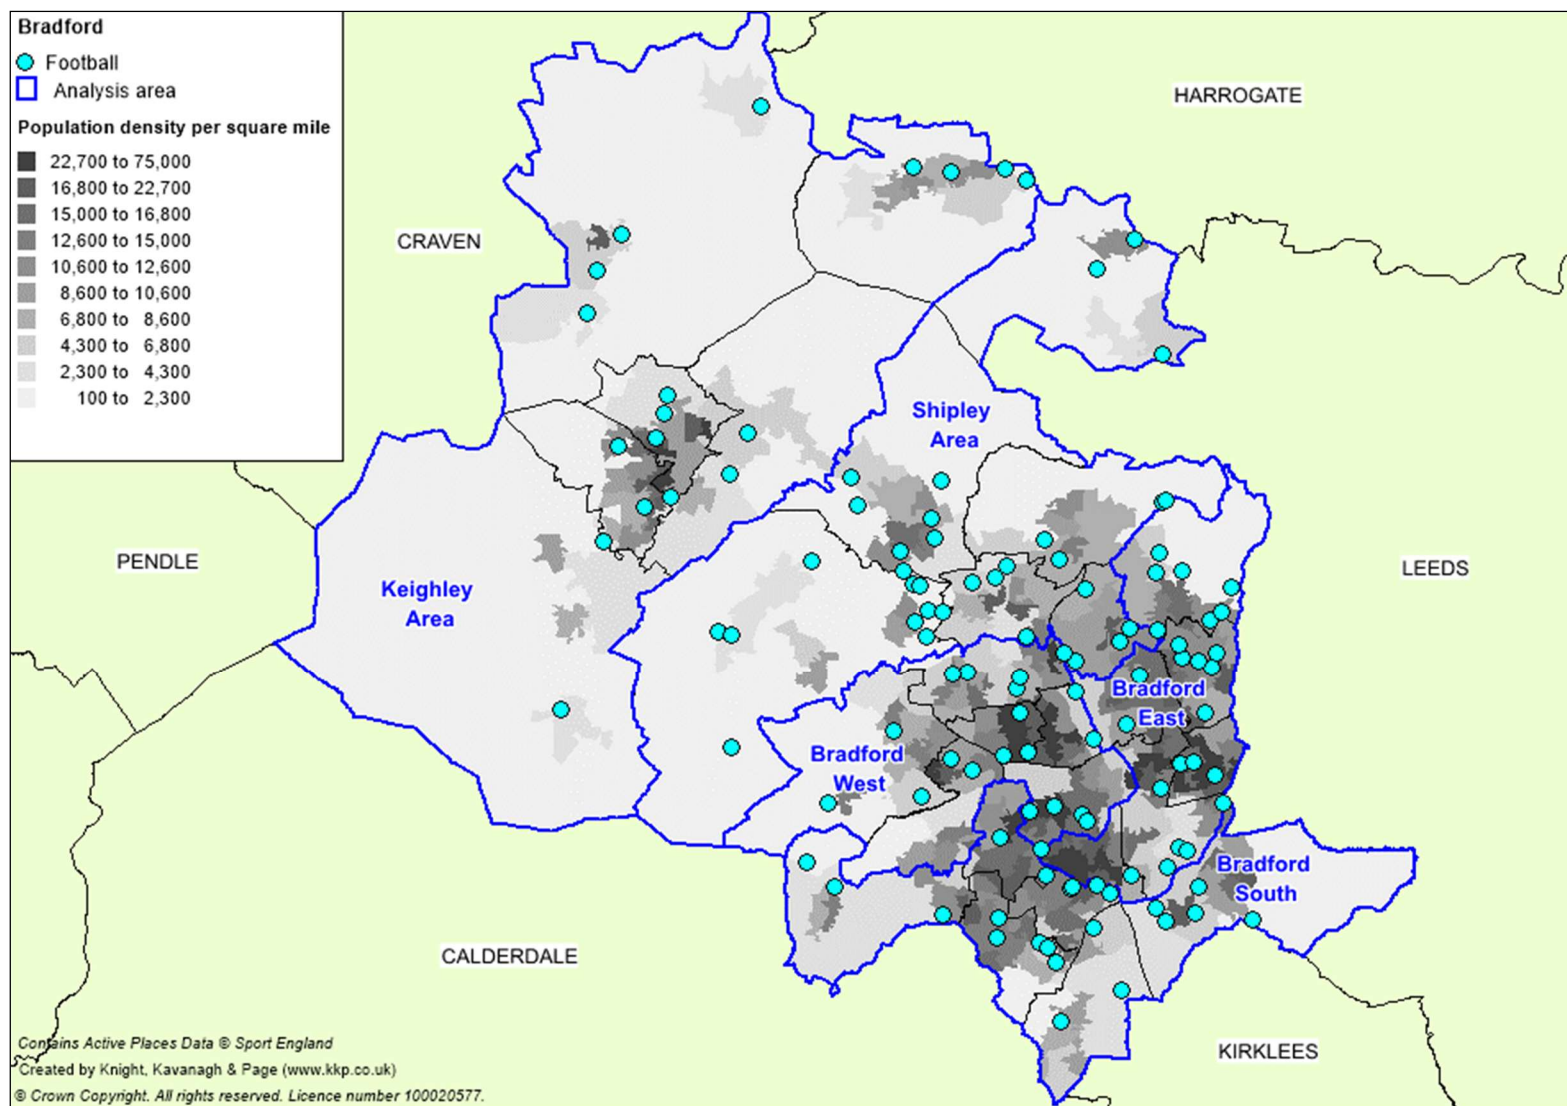 Bradford
Football
Analysis area
Population density per square mile
22,700 to 75,000
16,800 to 22,700
15,000 to 16,800
12,600 to 15,000
10,600 to 12,600
8,600 to 10,600
6,800 to 8,600
4,300 to 6,800
2,300 to 4,300
100 to 2,300
HARROGATE
CRAVEN
Shipley
Area
PENDLE
LEEDS
Keighley
Area
Bradford
East
Bradford
West
Bradford
South
CALDERDALE
KIRKLEES
Contains Active Places Data © Sport England
Created by Knight, Kavanagh & Page (www.kkp.co.uk)
© Crown Copyright. All rights reserved. Licence number 100020577.